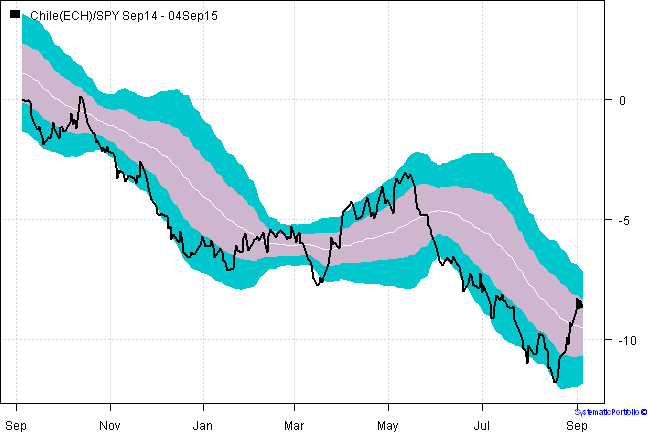 Chile(ECH)/SPY Sep14 - 04Sep15
0
-5
-10
Sep Nov Jan Mar May Jul Sep
SystematicPortfolio ©